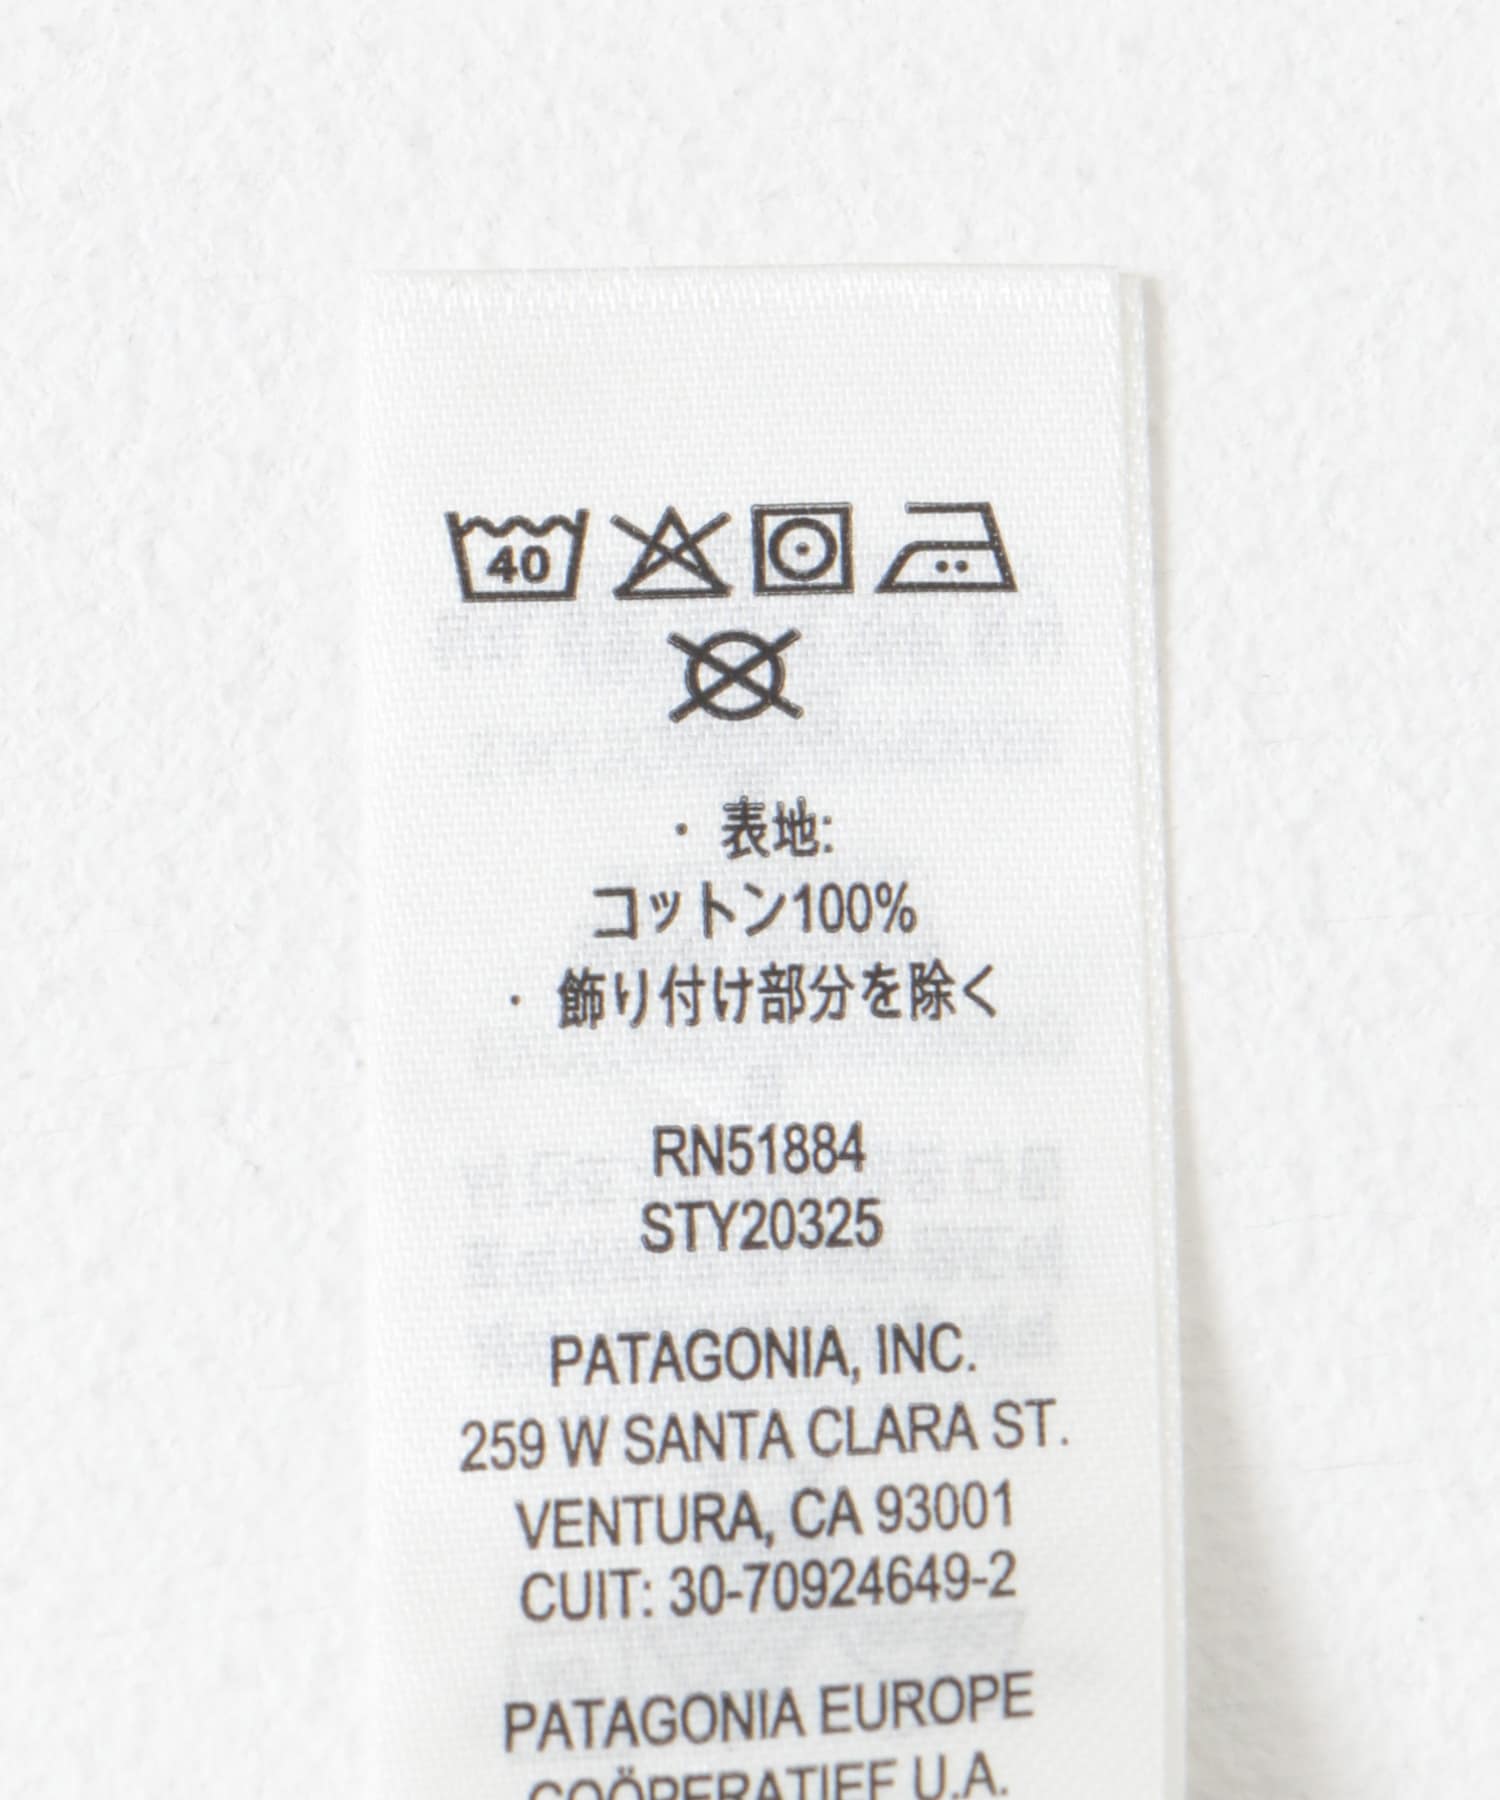 40
・表地:
コットン100%
・飾り付け部分を除く
RN51884
STY20325
PATAGONIA, INC.
259 W SANTA CLARA ST.
VENTURA, CA 93001
CUIT: 30-70924649-2
PATAGONIA EUROPE
COÖPERATIEF U.A.